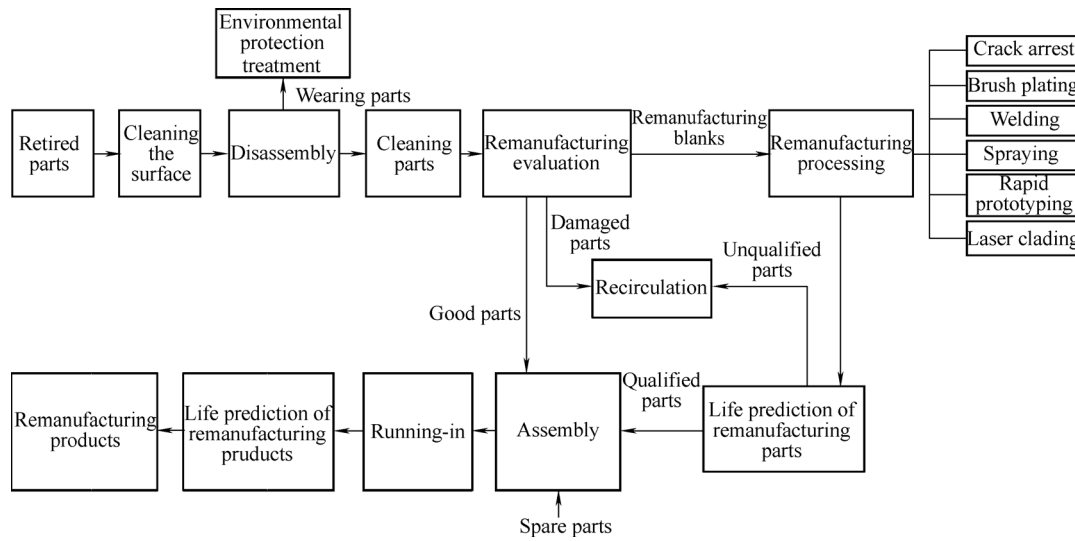 Environmental
protection
treatment
Wearing parts
Retired
parts
Cleaning
the
surface
Disassembly
Cleaning
parts
Remanufacturing
evaluation
Remanufacturing
blanks
Remanufacturing
processing
Crack arrest
Brush plating
Welding
Spraying
Rapid
prototyping
Laser clading
Damaged
parts
Unqualified
parts
Recirculation
Good parts
Qualified
parts
Remanufacturing
products
Life prediction of
remanufacturing
pruducts
Running-in
Assembly
Life prediction of
remanufacturing
parts
Spare parts